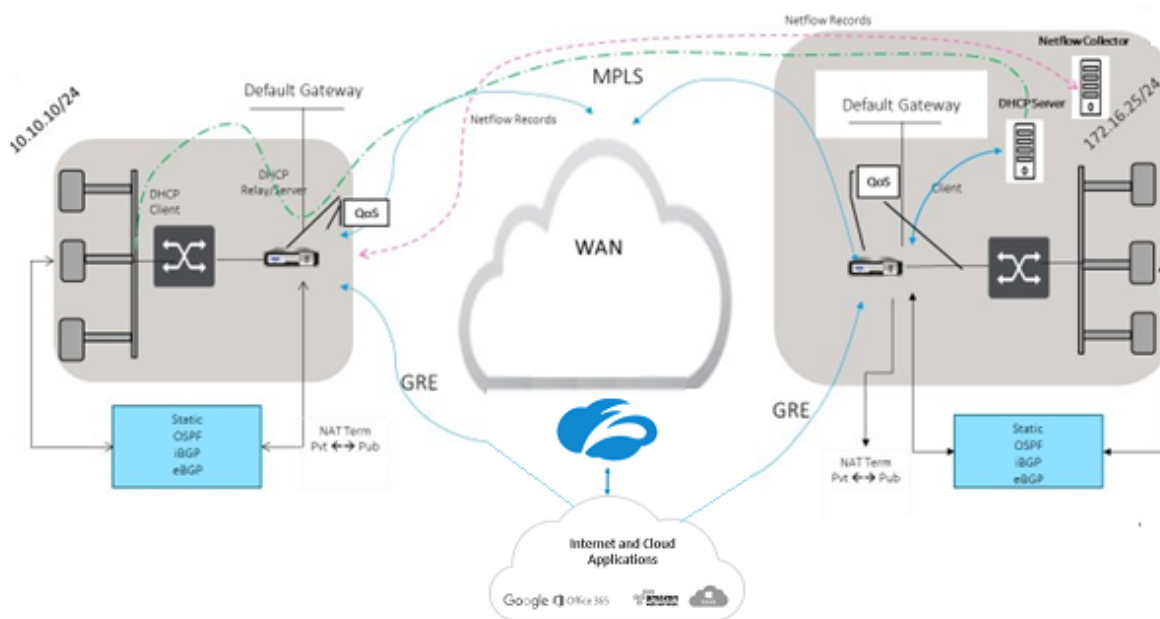 Netflow Records
Netflow Collector
MPLS
Default Gateway
Default Gateway
DHCP Server
10.10.10/24
172.16.25/24
Netflow Records
DHCP
Client
DHCP
Relay/Server
QoS
QoS
Client
WAN
GRE
GRE
Static
OSPF
iBGP
eBGP
NAT Term
Pvt ←→ Pub
NAT Term
Pvt ←→ Pub
Static
OSPF
iBGP
eBGP
Internet and Cloud
Applications
Google Office 365 amazon